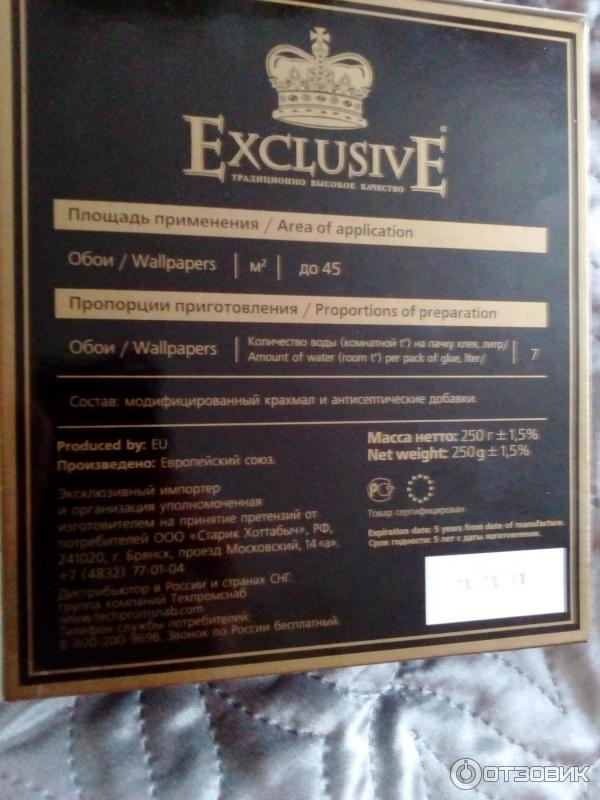 EXCLUSIVE
ТРАДИЦИОННО ВЫСОКОЕ КАЧЕСТВО
Площадь применения / Area of application
Обои / Wallpapers | м² | до 45
Пропорции приготовления / Proportions of preparation
Обои / Wallpapers
Количество воды (комнатной t°) на пачку клея, литр/
Amount of water (room t°) per pack of glue, liter/
7
Состав: модифицированный крахмал и антисептические добавки.
Produced by: EU
Произведено: Европейский союз.
Масса нетто: 250 г ± 1,5%
Net weight: 250 g ± 1,5%
Эксклюзивный импортер
и организация уполномоченная
изготовителем на принятие претензий от
потребителей ООО «Старик Хоттабыч», РФ,
241020, г. Брянск, проезд Московский, 14 «а».
+7 (4832) 77-01-04
Дистрибьютор в России и странах СНГ:
группа компаний Техпромснаб
www.techpromsnab.com
Телефон службы потребителей:
8-800-200-9696. Звонок по России бесплатный.
РСТ
Товар сертифицирован
Expiration date: 5 years from date of manufacture.
Срок годности: 5 лет с даты изготовления.
ОТЗОВИК